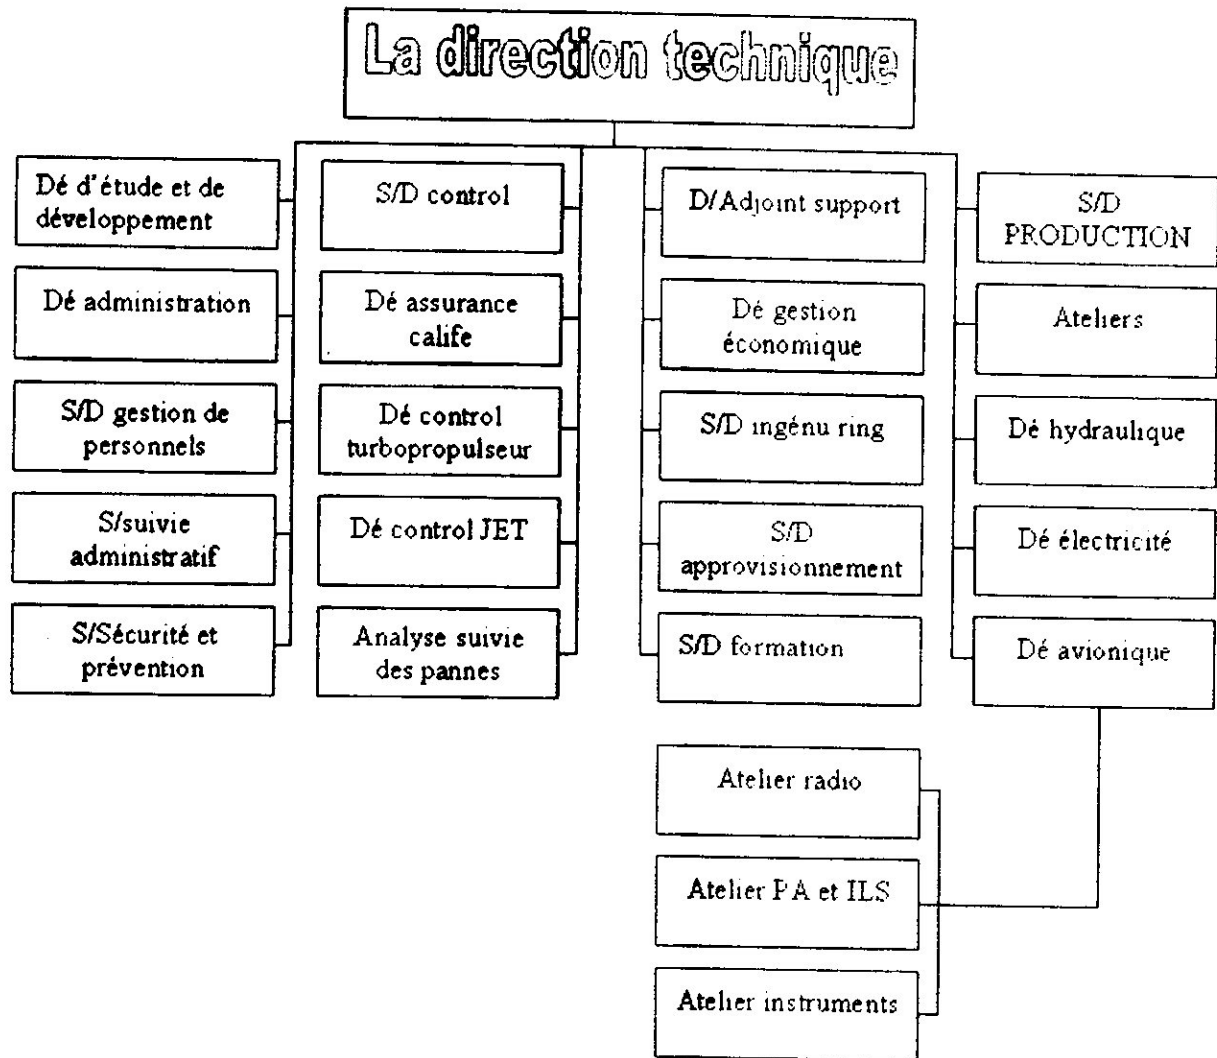 La direction technique
Dé d'étude et de
développement
Dé administration
S/D gestion de
personnels
S/suivie
administratif
S/Sécurité et
prévention
S/D control
Dé assurance
calife
Dé control
turbopropulseur
Dé control JET
Analyse suivie
des pannes
D/Adjoint support
Dé gestion
économique
S/D ingénu ring
S/D
approvisionnement
S/D formation
S/D
PRODUCTION
Ateliers
Dé hydraulique
Dé électricité
Dé avionique
Atelier radio
Atelier PA et ILS
Atelier instruments